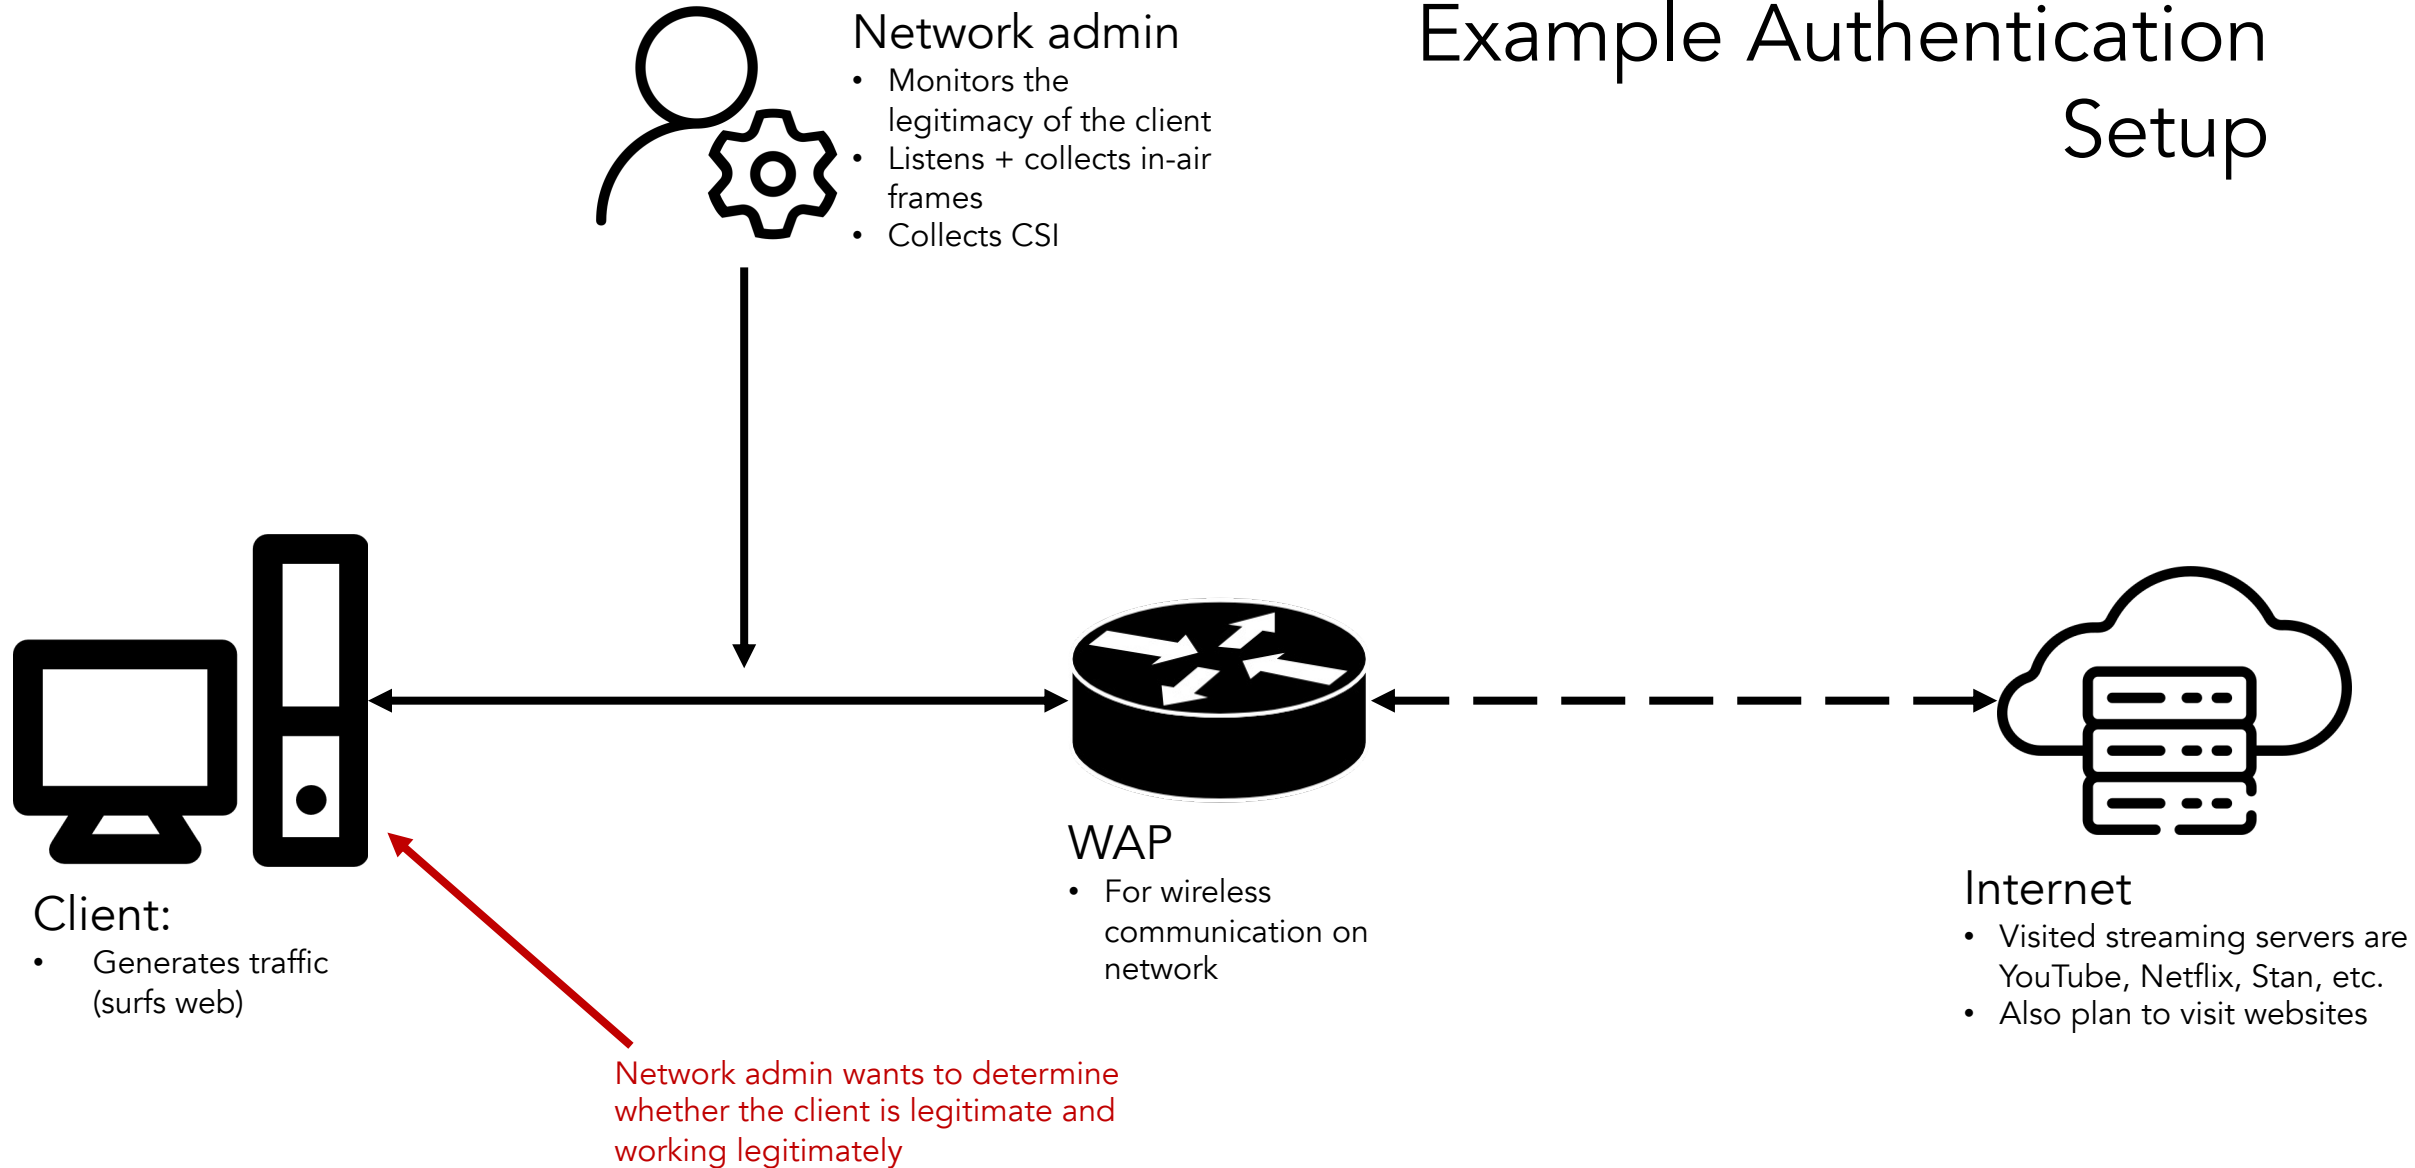 Example Authentication
Setup
Network admin
• Monitors the
legitimacy of the client
• Listens + collects in-air
frames
• Collects CSI
Client:
• Generates traffic
(surfs web)
WAP
• For wireless
communication on
network
Internet
• Visited streaming servers are
YouTube, Netflix, Stan, etc.
• Also plan to visit websites
Network admin wants to determine
whether the client is legitimate and
working legitimately